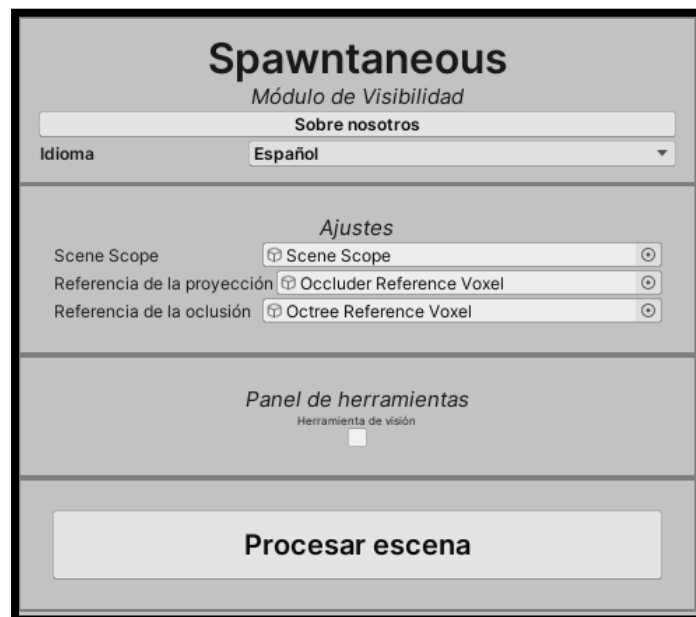 Spawntaneous
Módulo de Visibilidad
Sobre nosotros
Idioma Español
Ajustes
Scene Scope Scene Scope
Referencia de la proyección Occluder Reference Voxel
Referencia de la oclusión Octree Reference Voxel
Panel de herramientas
Herramienta de visión
Procesar escena